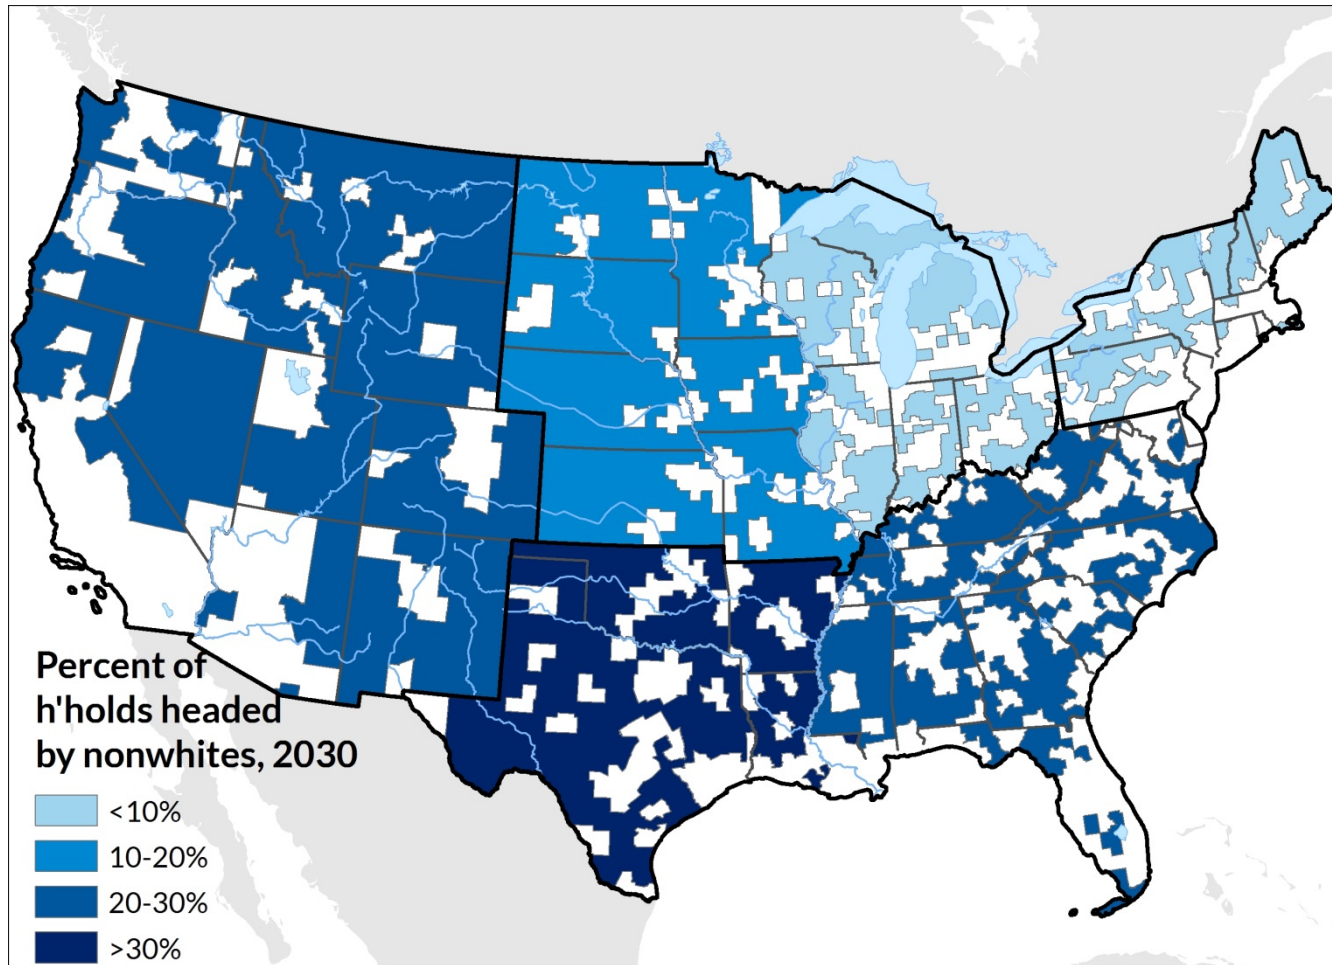 Percent of
h'holds headed
by nonwhites, 2030
<10%
10-20%
20-30%
>30%